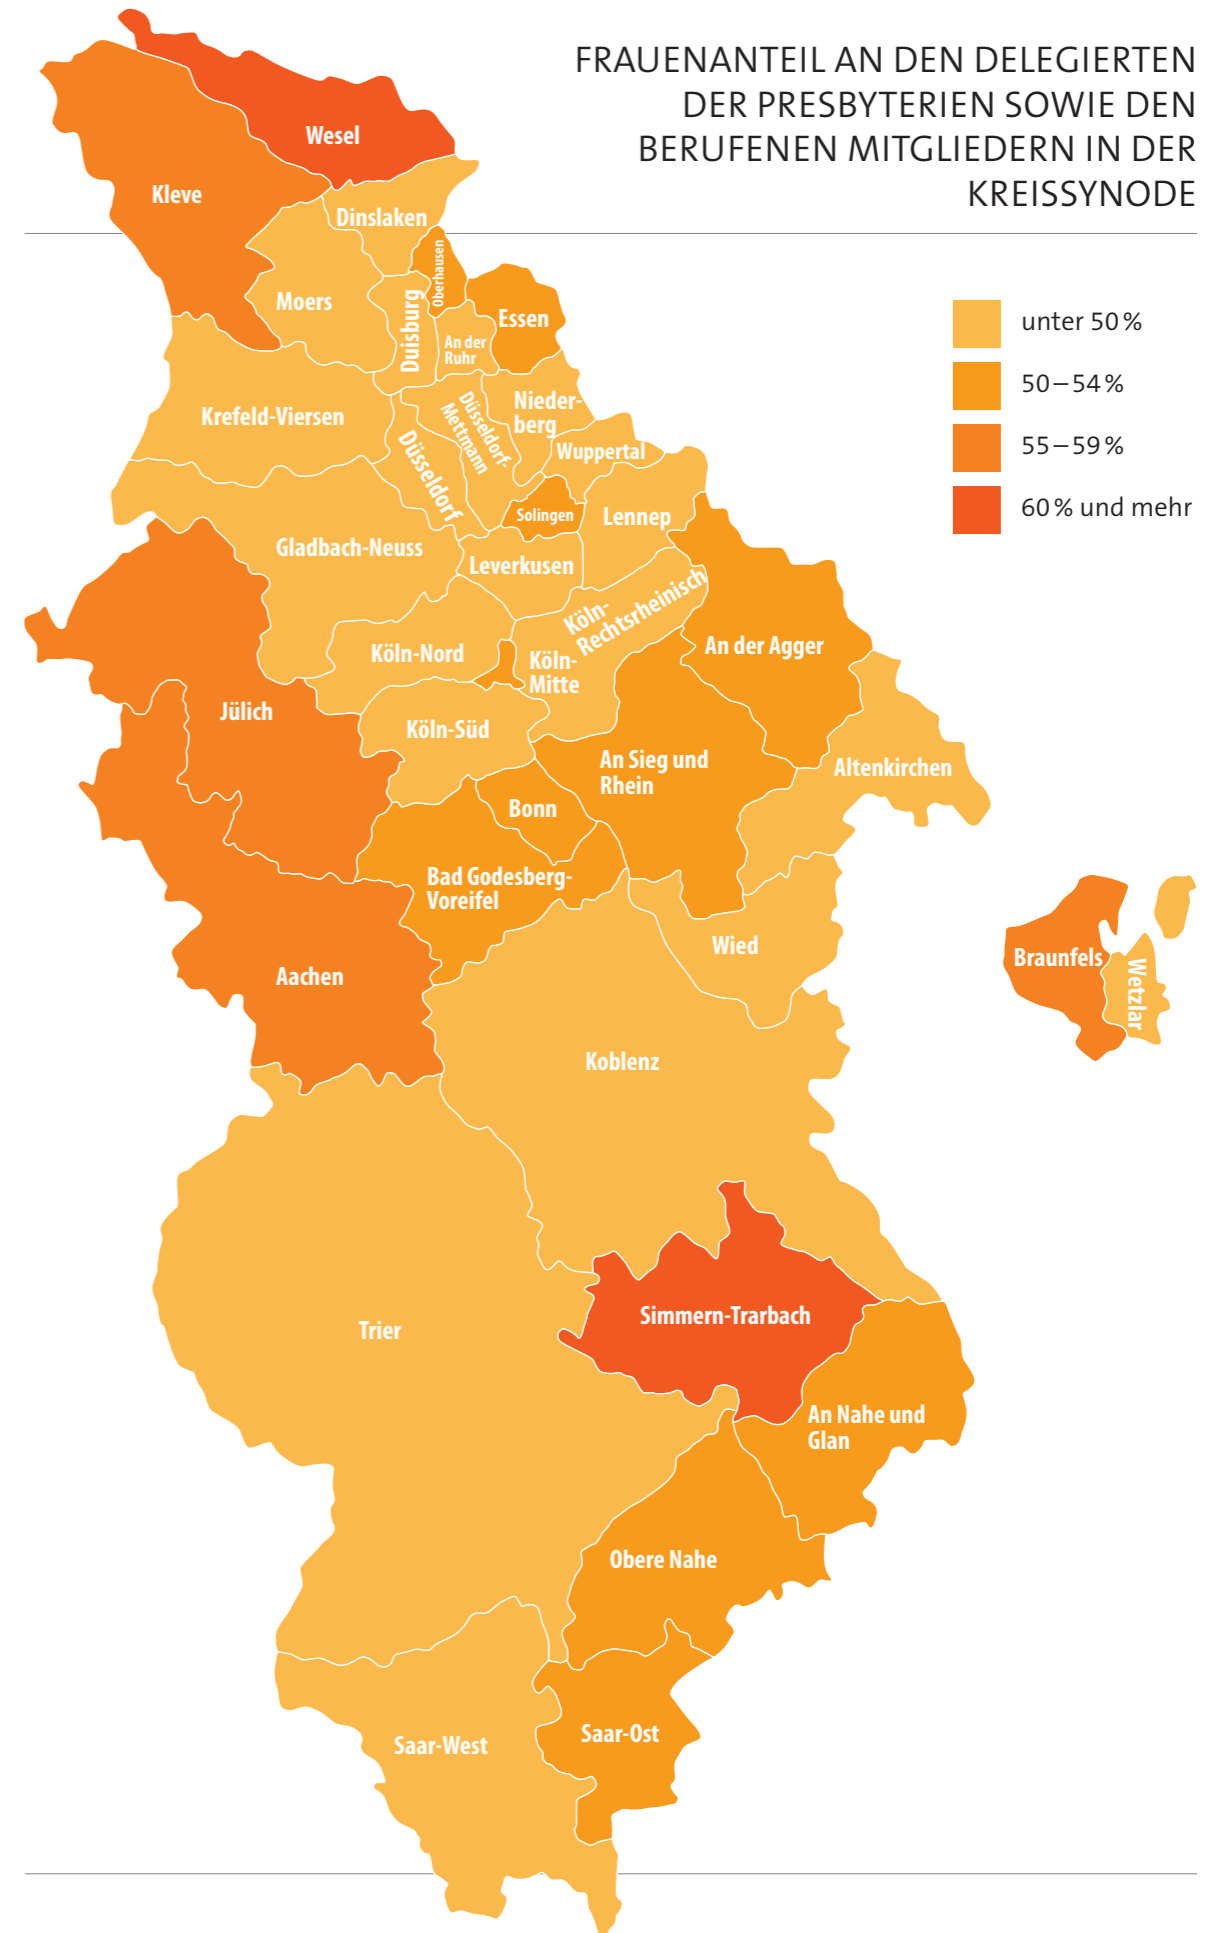 FRAUENANTEIL AN DEN DELEGIERTEN
DER PRESBYTERIEN SOWIE DEN
BERUFENEN MITGLIEDERN IN DER
KREISSYNODE
unter 50 %
50 – 54 %
55 – 59 %
60 % und mehr
Wesel
Kleve
Dinslaken
Oberhausen
Moers
Duisburg
Essen
An der
Ruhr
Krefeld-Viersen
Nieder-
berg
Düsseldorf-
Mettmann
Düsseldorf
Wuppertal
Solingen
Lennep
Gladbach-Neuss
Leverkusen
Köln-
Rechtsrheinisch
Köln-Nord
Köln-
Mitte
An der Agger
Jülich
Köln-Süd
An Sieg und
Rhein
Altenkirchen
Bonn
Bad Godesberg-
Voreifel
Wied
Aachen
Braunfels
Wetzlar
Koblenz
Simmern-Trarbach
Trier
An Nahe und
Glan
Obere Nahe
Saar-Ost
Saar-West